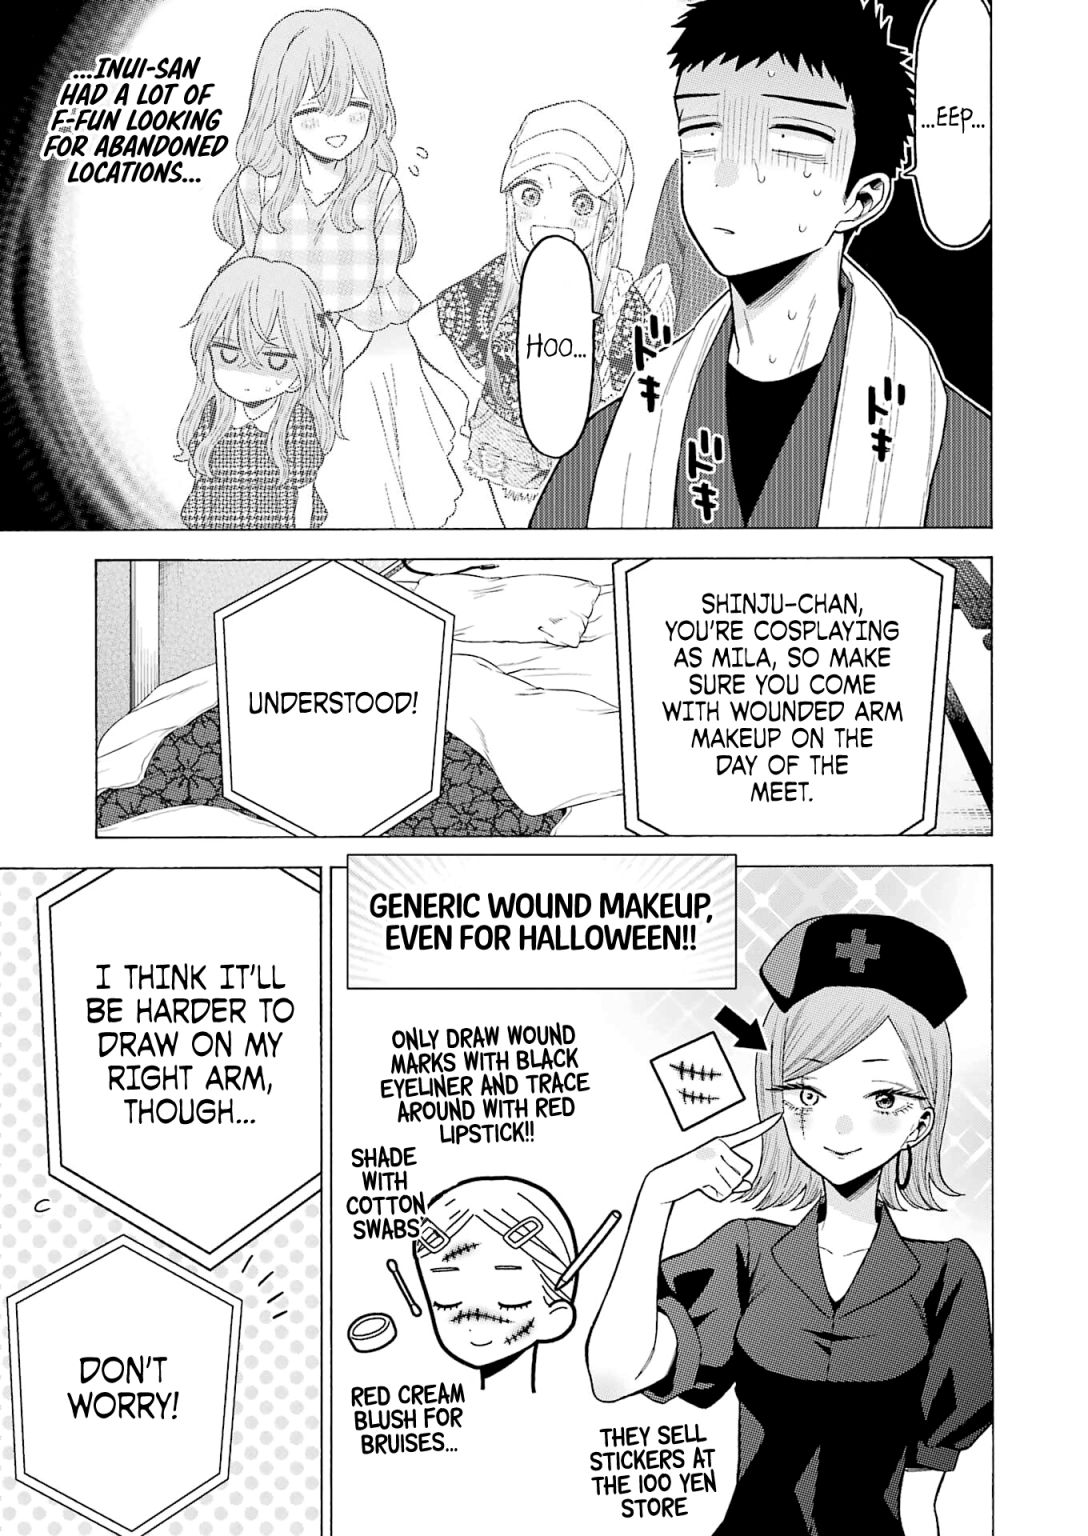 ...EEP...
HOO...
...INUI-SAN
HAD A LOT OF
F-FUN LOOKING
FOR ABANDONED
LOCATIONS...
ドキ
ドキ
ドキ
SHINJU-CHAN,
YOU'RE COSPLAYING
AS MILA, SO MAKE
SURE YOU COME
WITH WOUNDED ARM
MAKEUP ON THE
DAY OF THE
MEET.
UNDERSTOOD!
GENERIC WOUND MAKEUP,
EVEN FOR HALLOWEEN!!
ONLY DRAW WOUND
MARKS WITH BLACK
EYELINER AND TRACE
AROUND WITH RED
LIPSTICK!!
SHADE
WITH
COTTON
SWABS
RED CREAM
BLUSH FOR
BRUISES...
THEY SELL
STICKERS AT
THE 100 YEN
STORE
I THINK IT'LL
BE HARDER TO
DRAW ON MY
RIGHT ARM,
THOUGH...
DON'T
WORRY!